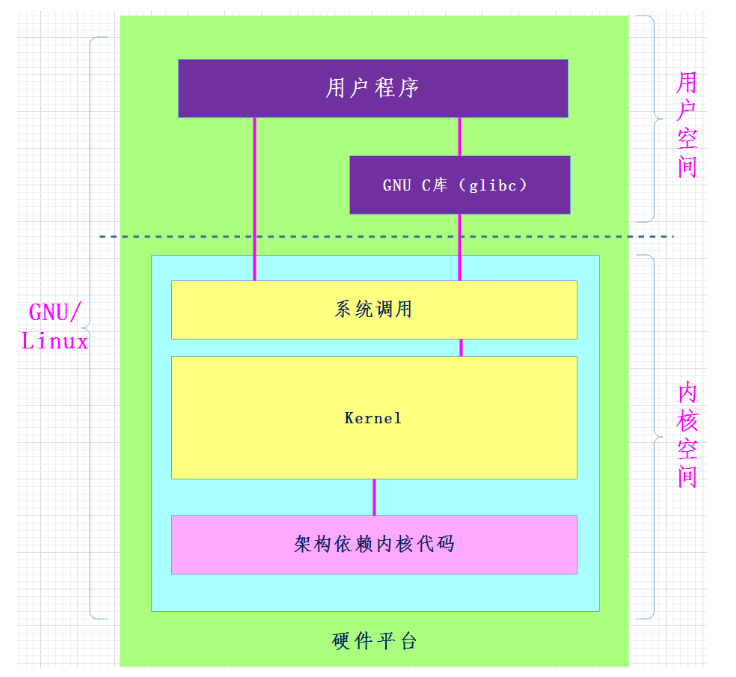 用户程序
用户空间
GNU C库（glibc）
GNU/
Linux
系统调用
Kernel
内核空间
架构依赖内核代码
硬件平台